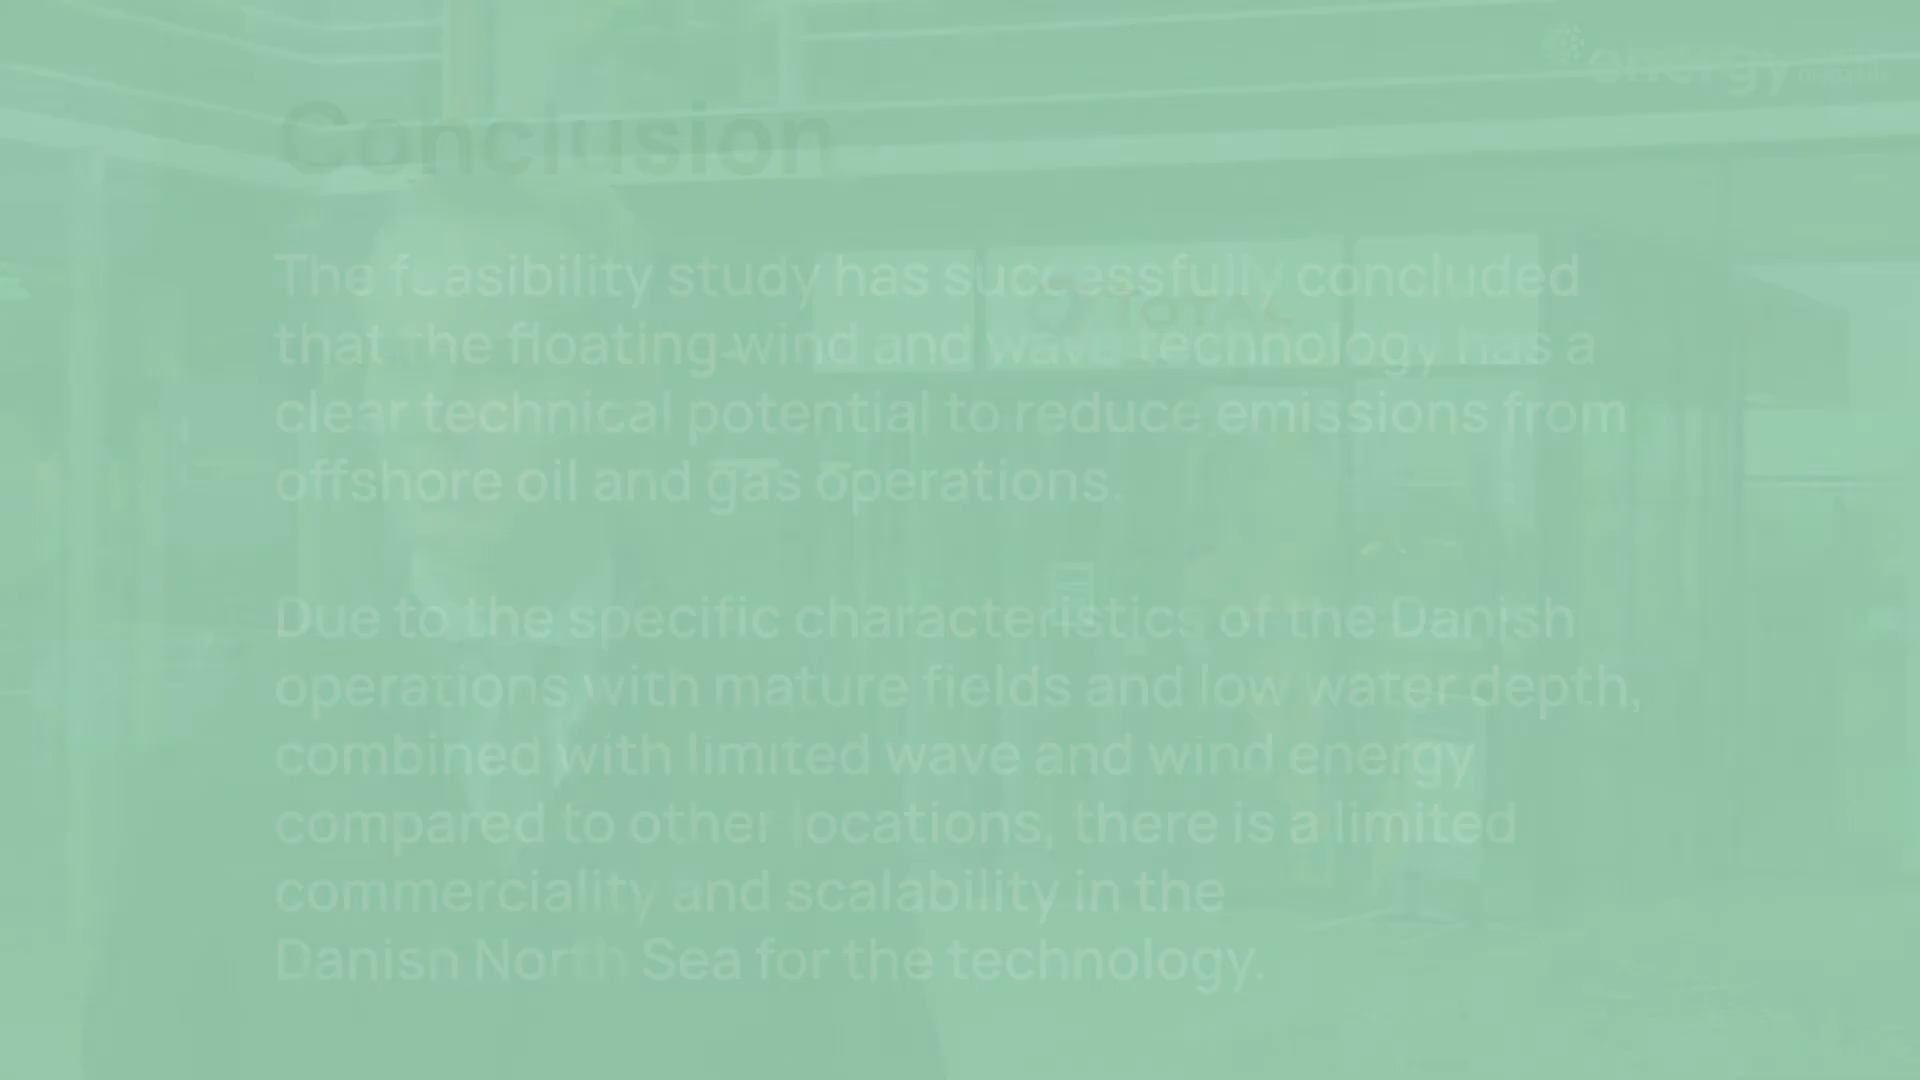 energy
Conclusion
The feasibility study has successfully concluded
that the floating wind and wave technology has a
clear technical potential to reduce emissions from
offshore oil and gas operations.
TOTAL
Due to the specific characteristics of the Danish
operations with mature fields and low water depth,
combined with limited wave and wind energy
compared to other locations, there is a limited
commerciality and scalability in the
Danish North Sea for the technology.